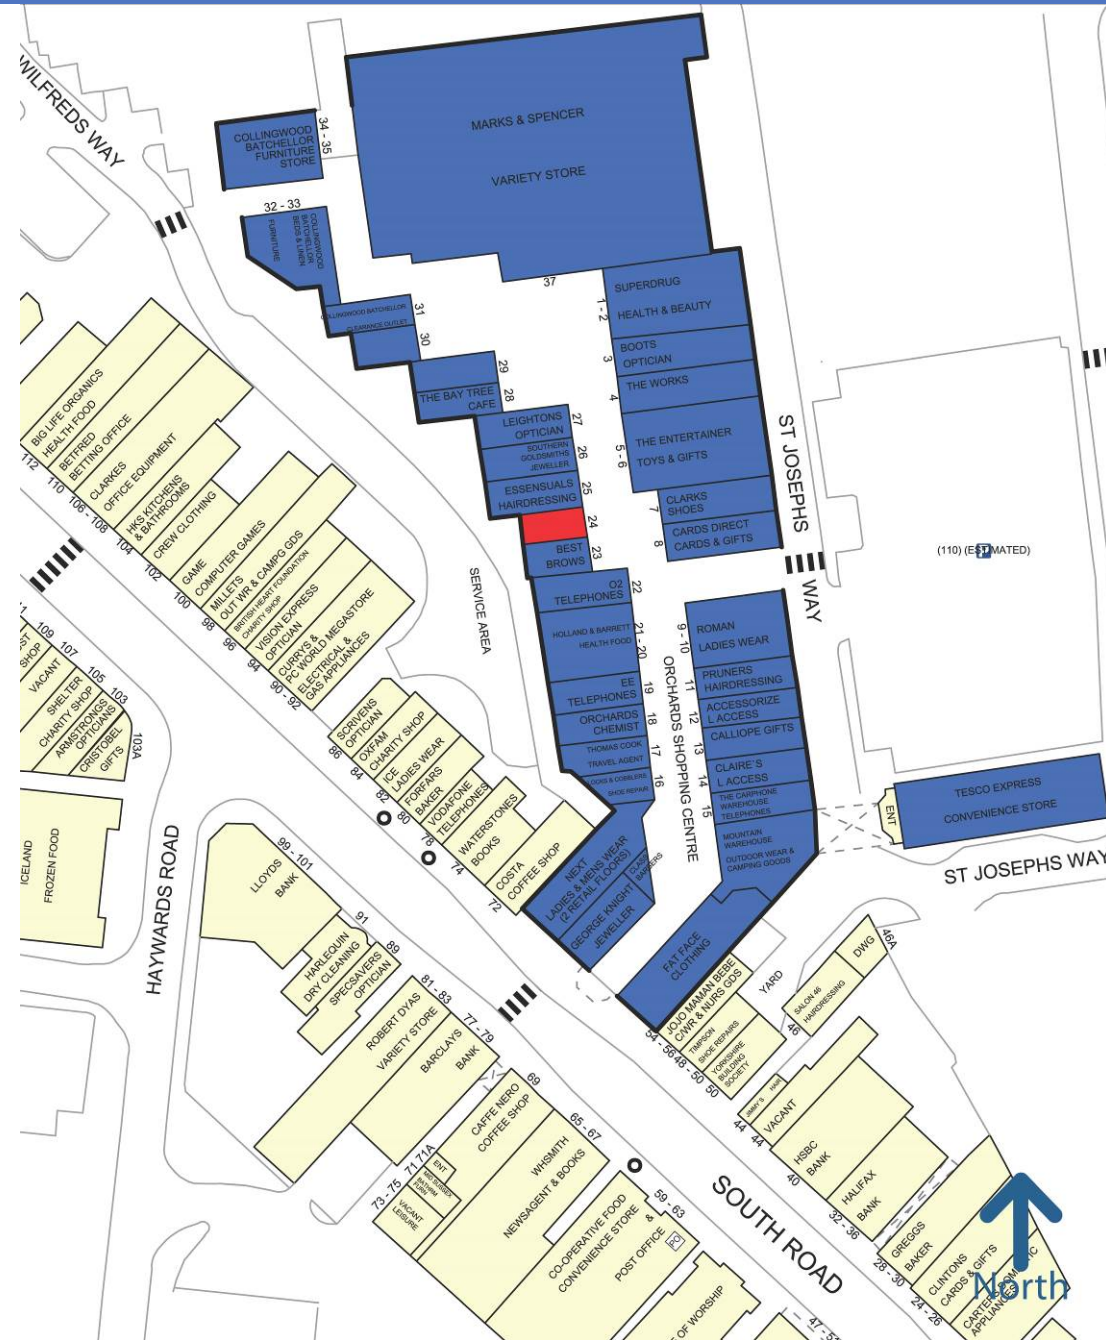 WILFREDS WAY
COLLINGWOOD
BATCHELLOR
FURNITURE
STORE
34 - 35
MARKS & SPENCER
VARIETY STORE
32 - 33
FURNITURE
COLLINGWOOD
BATCHELLOR
BEDS & LINEN
37
COLLINGWOOD BATCHELLOR
CLEARANCE OUTLET
31
30
29
THE BAY TREE
CAFE
28
LEIGHTONS
OPTICIAN
27
SOUTHERN
GOLDSMITHS
JEWELLER
26
ESSENSUALS
HAIRDRESSING
25
24
BEST
BROWS
23
O2
TELEPHONES
22
HOLLAND & BARRETT
HEALTH FOOD
21 - 20
EE
TELEPHONES
19
ORCHARDS
CHEMIST
18
THOMAS COOK
TRAVEL AGENT
17
SHOE REPAIR
16
NEXT
LADIES & MENS WEAR
(2 RETAIL FLOORS)
GEORGE KNIGHT
JEWELLER
SUPERDRUG
HEALTH & BEAUTY
1 - 2
BOOTS
OPTICIAN
3
THE WORKS
4
THE ENTERTAINER
TOYS & GIFTS
5 - 6
CLARKS
SHOES
7
CARDS DIRECT
CARDS & GIFTS
8
ROMAN
LADIES WEAR
9 - 10
PRUNERS
HAIRDRESSING
11
ACCESSORIZE
L ACCESS
12
CALLIOPE GIFTS
13
CLAIRE'S
L ACCESS
14
THE CARPHONE
WAREHOUSE
TELEPHONES
15
MOUNTAIN
WAREHOUSE
OUTDOOR WEAR &
CAMPING GOODS
FAT FACE
CLOTHING
ORCHARDS SHOPPING CENTRE
SERVICE AREA
ST JOSEPHS WAY
(110) (ESTIMATED)
P
TESCO EXPRESS
CONVENIENCE STORE
ENT
ST JOSEPHS WAY
BIG LIFE ORGANICS
HEALTH FOOD
112
BETFRED
BETTING OFFICE
110
CLARKES
OFFICE EQUIPMENT
106 - 108
HKS KITCHENS
& BATHROOMS
104
CREW CLOTHING
102
GAME
COMPUTER GAMES
100
MILLETS
OUT WR & CAMPG GDS
98
BRITISH HEART FOUNDATION
CHARITY SHOP
96
VISION EXPRESS
OPTICIAN
94
CURRYS &
PC WORLD MEGASTORE
ELECTRICAL &
GAS APPLIANCES
90 - 92
SCRIVENS
OPTICIAN
86
OXFAM
CHARITY SHOP
84
ICE
LADIES WEAR
82
FORFARS
BAKER
80
VODAFONE
TELEPHONES
78
WATERSTONES
BOOKS
74
COSTA
COFFEE SHOP
72
109
SHOP
VACANT
107
SHELTER
CHARITY SHOP
105
ARMSTRONGS
OPTICIANS
103
CRISTOBEL
GIFTS
103A
ICELAND
FROZEN FOOD
HAYWARDS ROAD
LLOYDS
BANK
99 - 101
HARLEQUIN
DRY CLEANING
91
SPECSAVERS
OPTICIAN
89
ROBERT DYAS
VARIETY STORE
81 - 83
BARCLAYS
BANK
77 - 79
CAFFE NERO
COFFEE SHOP
69
71 71A
ENT
73 - 75
VACANT
LEISURE
WHSMITH
NEWSAGENT & BOOKS
65 - 67
CO-OPERATIVE FOOD
CONVENIENCE STORE
&
POST OFFICE
PO
59 - 63
OF WORSHIP
SOUTH ROAD
JOJO MAMAN BEBE
C/WR & NURS GDS
54 - 56
TIMPSON
SHOE REPAIRS
48 - 50
YORKSHIRE
BUILDING
SOCIETY
50
YARD
SALON 46
HAIRDRESSING
46
DWG
46A
JIMMY'S HAIR
44
VACANT
44
HSBC
BANK
40
HALIFAX
BANK
32 - 36
GREGGS
BAKER
28 - 30
CLINTONS
CARDS & GIFTS
24 - 26
APPLIANCES
North